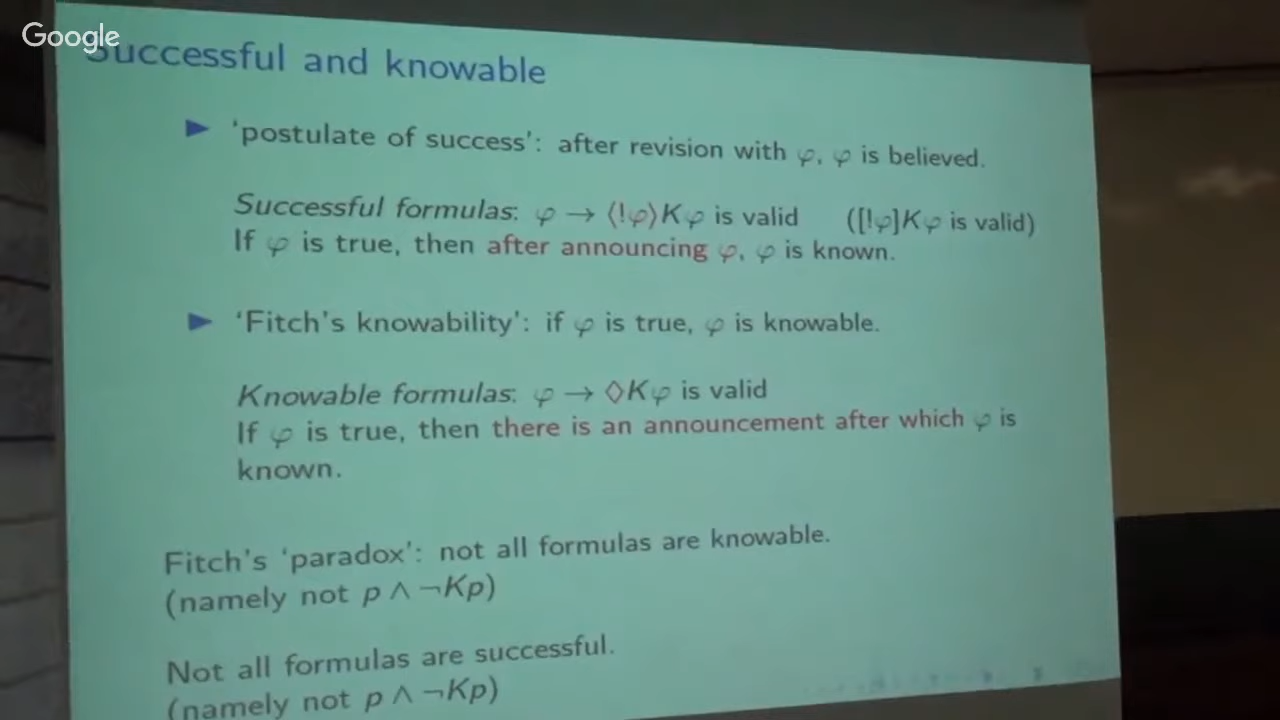 Google
Successful and knowable
▶ ‘postulate of success’: after revision with φ, φ is believed.
Successful formulas: φ → ⟨!φ⟩Kφ is valid ([!φ]Kφ is valid)
If φ is true, then after announcing φ, φ is known.
▶ ‘Fitch's knowability’: if φ is true, φ is knowable.
Knowable formulas: φ → ◊Kφ is valid
If φ is true, then there is an announcement after which φ is
known.
Fitch's ‘paradox’: not all formulas are knowable.
(namely not p ∧ ¬Kp)
Not all formulas are successful.
(namely not p ∧ ¬Kp)